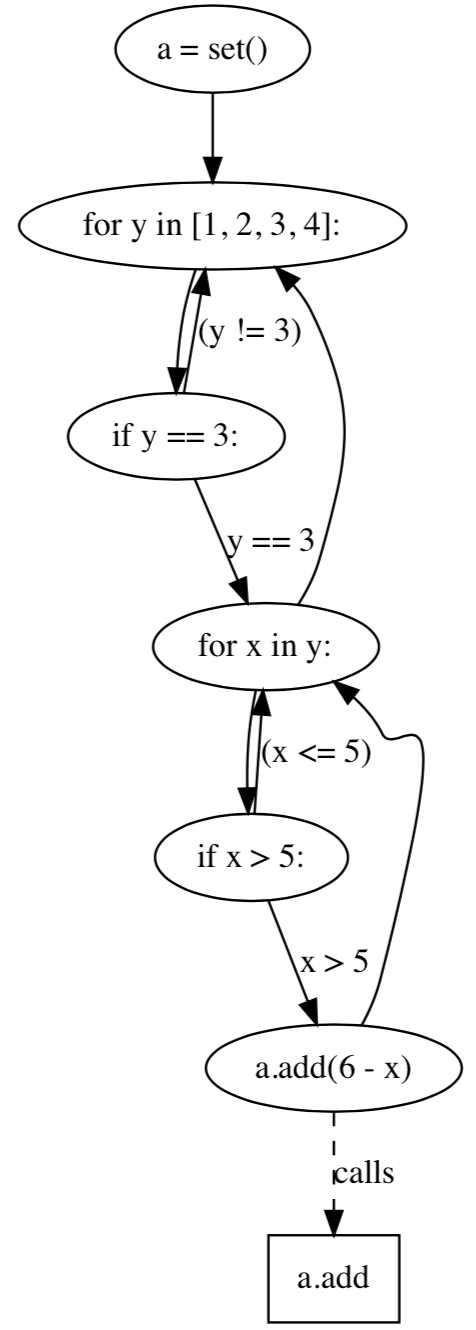 a = set()
for y in [1, 2, 3, 4]:
(y != 3)
if y == 3:
y == 3
for x in y:
(x <= 5)
if x > 5:
x > 5
a.add(6 - x)
calls
a.add